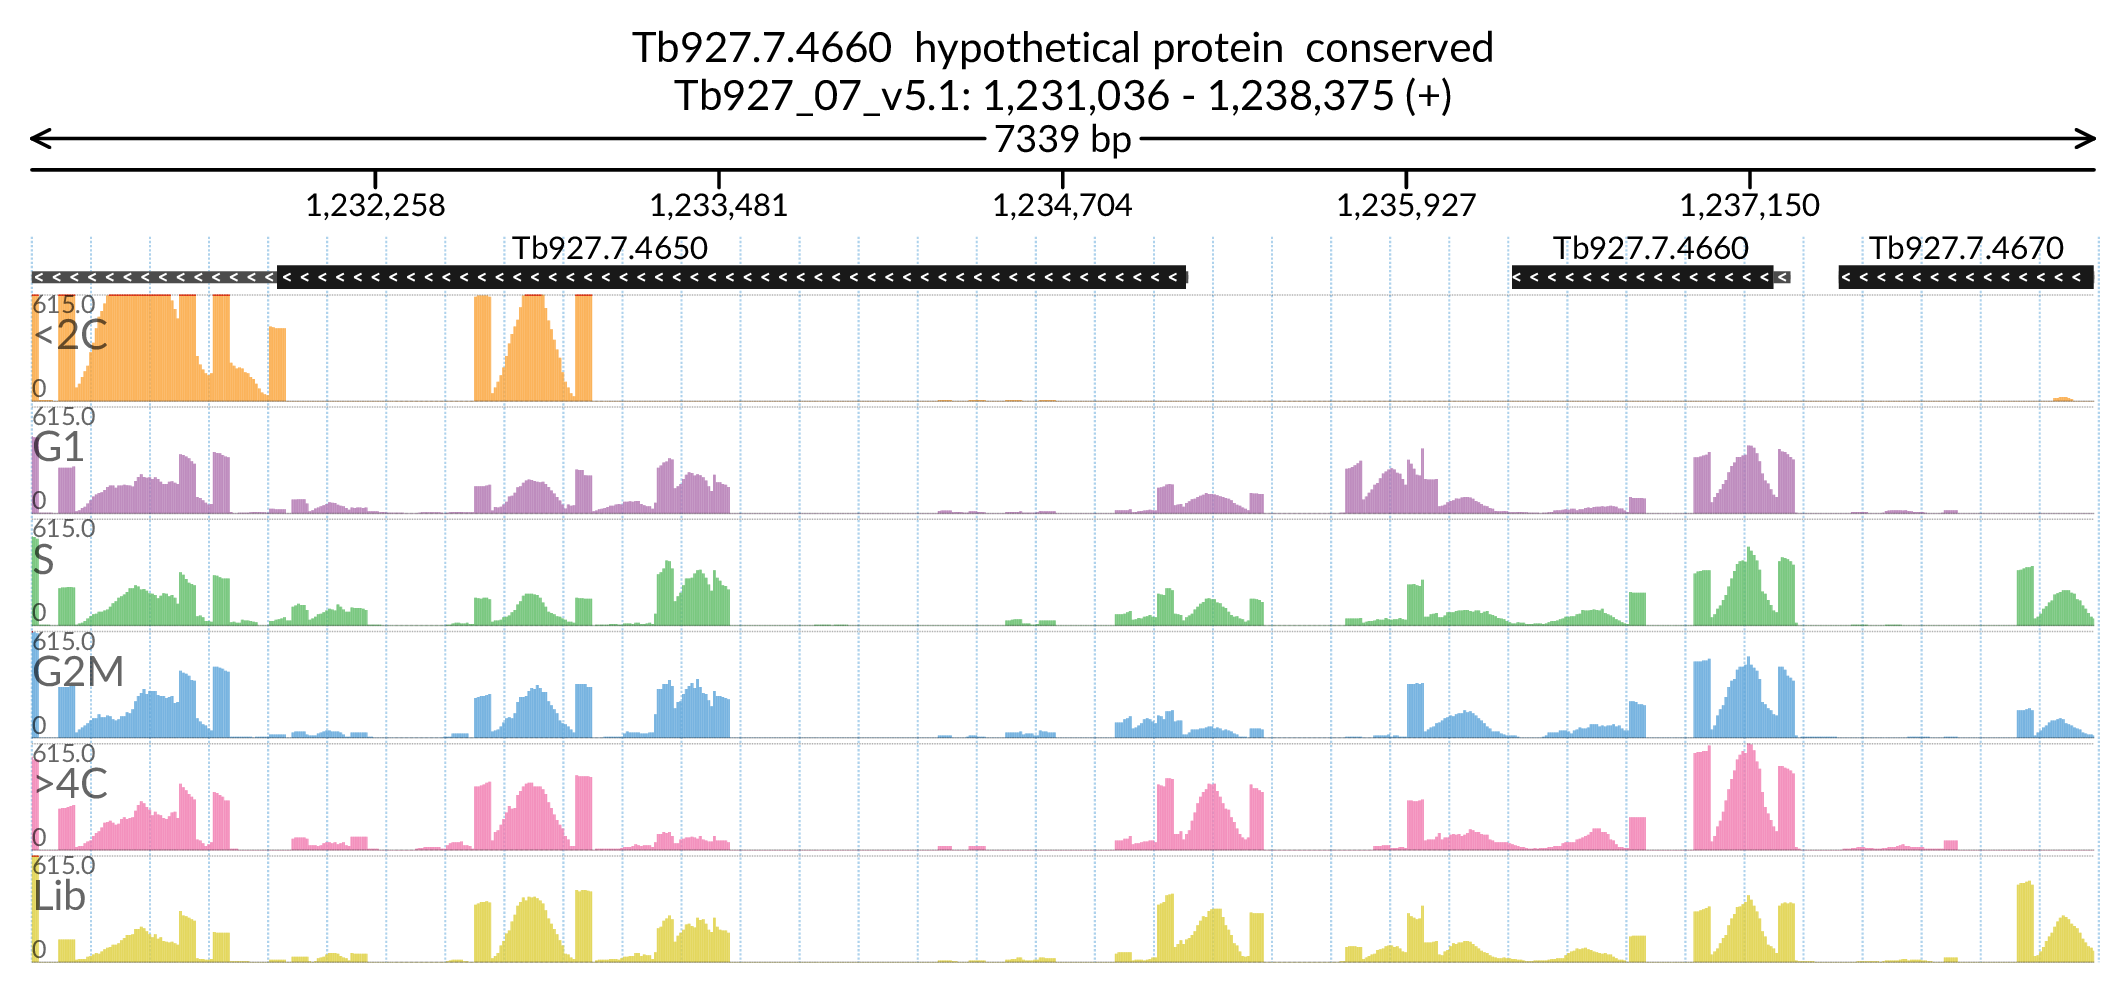 Tb927.7.4660 hypothetical protein conserved
Tb927_07_v5.1: 1,231,036 - 1,238,375 (+)
7339 bp
1,232,258 1,233,481 1,234,704 1,235,927 1,237,150
Tb927.7.4650 Tb927.7.4660 Tb927.7.4670
615.0
<2C
0
615.0
G1
0
615.0
S
0
615.0
G2M
0
615.0
>4C
0
615.0
Lib
0